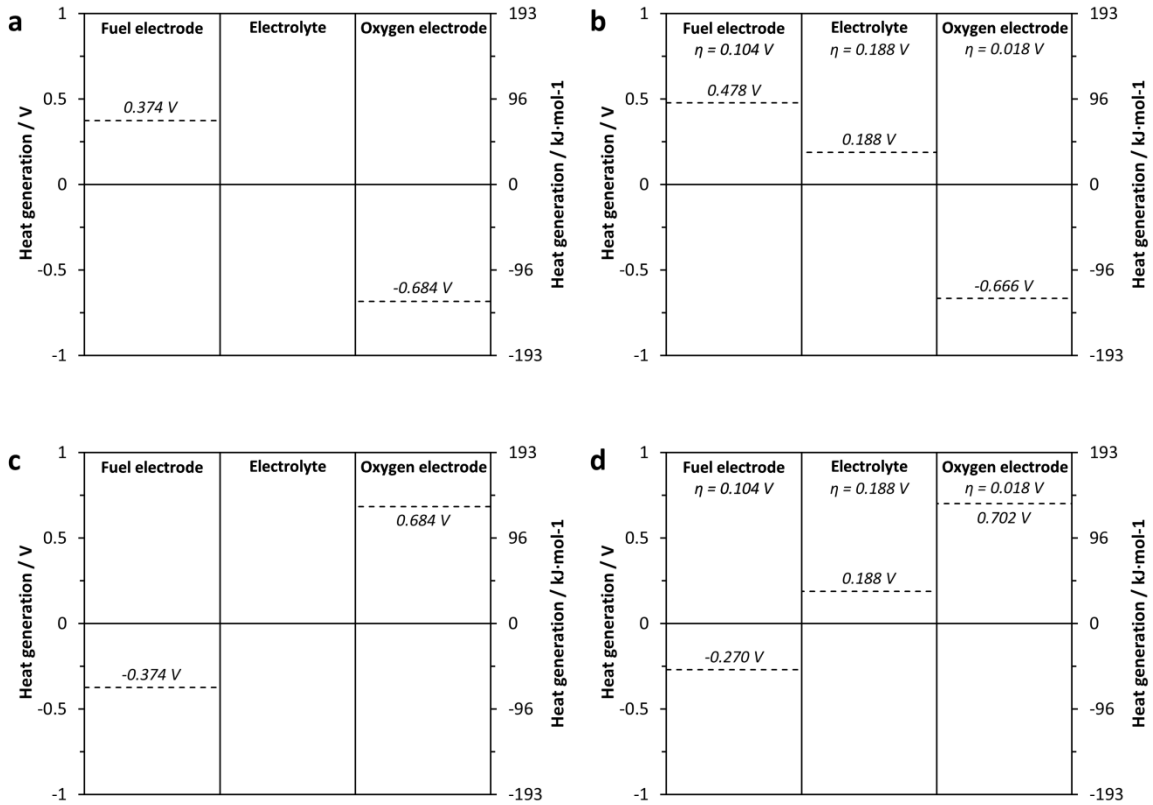 a
Heat generation / V
1
0.5
0
-0.5
-1
Fuel electrode
Electrolyte
Oxygen electrode
0.374 V
-0.684 V
193
96
0
-96
-193
Heat generation / kJ·mol-1
b
Heat generation / V
1
0.5
0
-0.5
-1
Fuel electrode
η = 0.104 V
Electrolyte
η = 0.188 V
Oxygen electrode
η = 0.018 V
0.478 V
0.188 V
-0.666 V
193
96
0
-96
-193
Heat generation / kJ·mol-1
c
Heat generation / V
1
0.5
0
-0.5
-1
Fuel electrode
Electrolyte
Oxygen electrode
0.684 V
-0.374 V
193
96
0
-96
-193
Heat generation / kJ·mol-1
d
Heat generation / V
1
0.5
0
-0.5
-1
Fuel electrode
η = 0.104 V
Electrolyte
η = 0.188 V
Oxygen electrode
η = 0.018 V
0.702 V
0.188 V
-0.270 V
193
96
0
-96
-193
Heat generation / kJ·mol-1